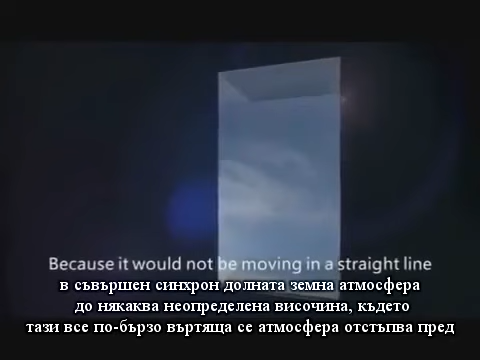 Because it would not be moving in a straight line
в съвършен синхрон долната земна атмосфера
до някаква неопределена височина, където
тази все по-бързо въртяща се атмосфера отстъпва пред